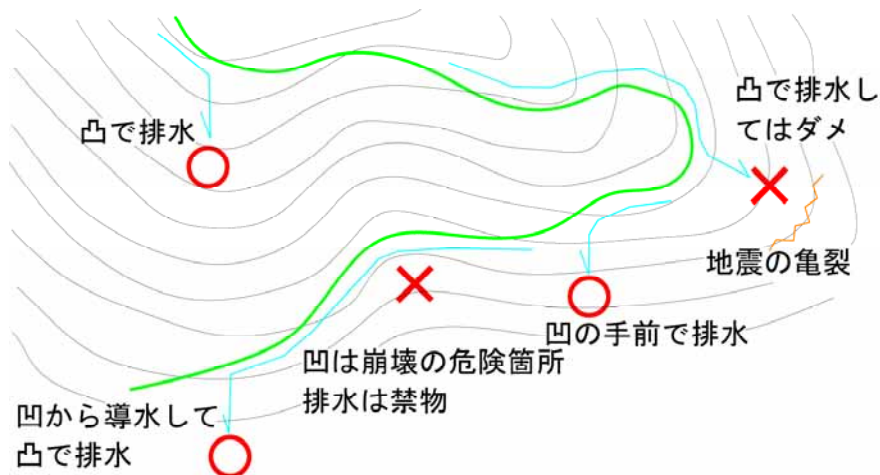 凸で排水
凸で排水し
てはダメ
地震の亀裂
凹の手前で排水
凹は崩壊の危険箇所
排水は禁物
凹から導水して
凸で排水